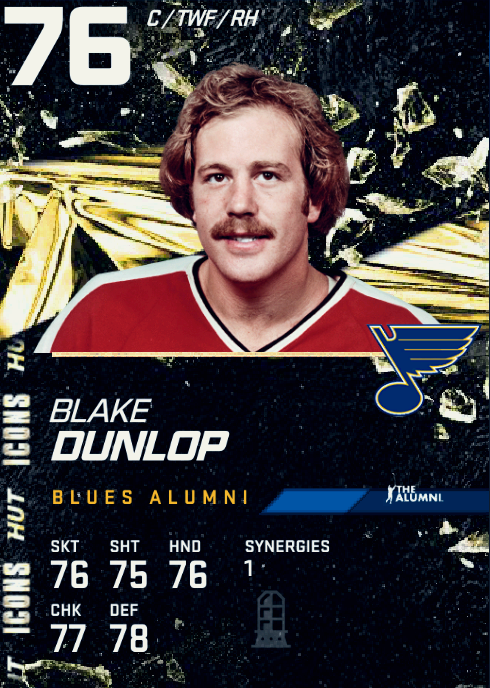 76
C / TWF / RH
HUT
ICONS
HUT
ICONS
BLAKE
DUNLOP
BLUES ALUMNI
THE
ALUMNI.
SKT SHT HND SYNERGIES
76 75 76 1
CHK DEF
77 78